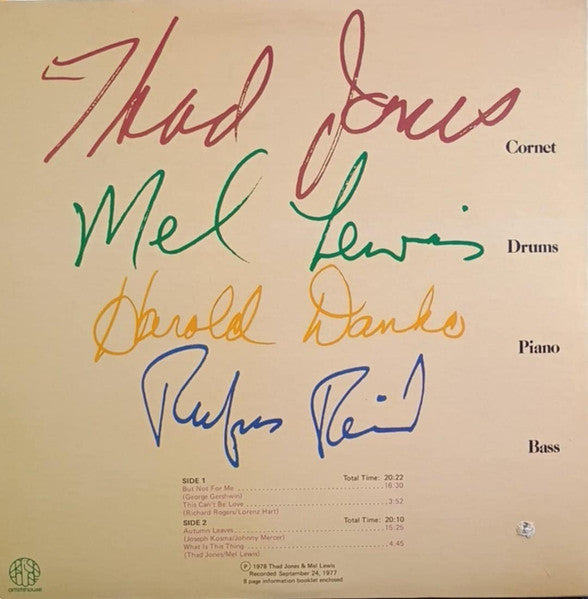 Thad Jones Cornet
Mel Lewis Drums
Harold Danko Piano
Rufus Reid Bass
SIDE 1 Total Time: 20:22
But Not For Me 16:30
(George Gershwin)
This Can't Be Love 3:52
(Richard Rogers/Lorenz Hart)
SIDE 2 Total Time: 20:10
Autumn Leaves 15:25
(Joseph Kosma/Johnny Mercer)
What Is This Thing 4:45
(Thad Jones/Mel Lewis)
Ⓟ 1978 Thad Jones & Mel Lewis
Recorded September 24, 1977
8 page information booklet enclosed
artists house